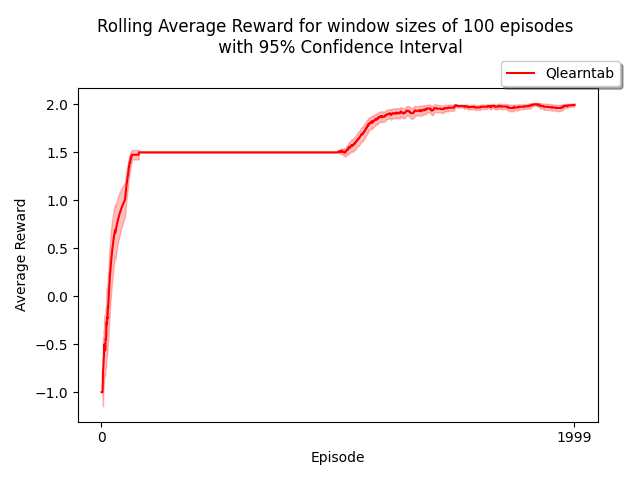 Rolling Average Reward for window sizes of 100 episodes
with 95% Confidence Interval
Qlearntab
2.0
1.5
1.0
0.5
0.0
−0.5
−1.0
Average Reward
0 1999
Episode